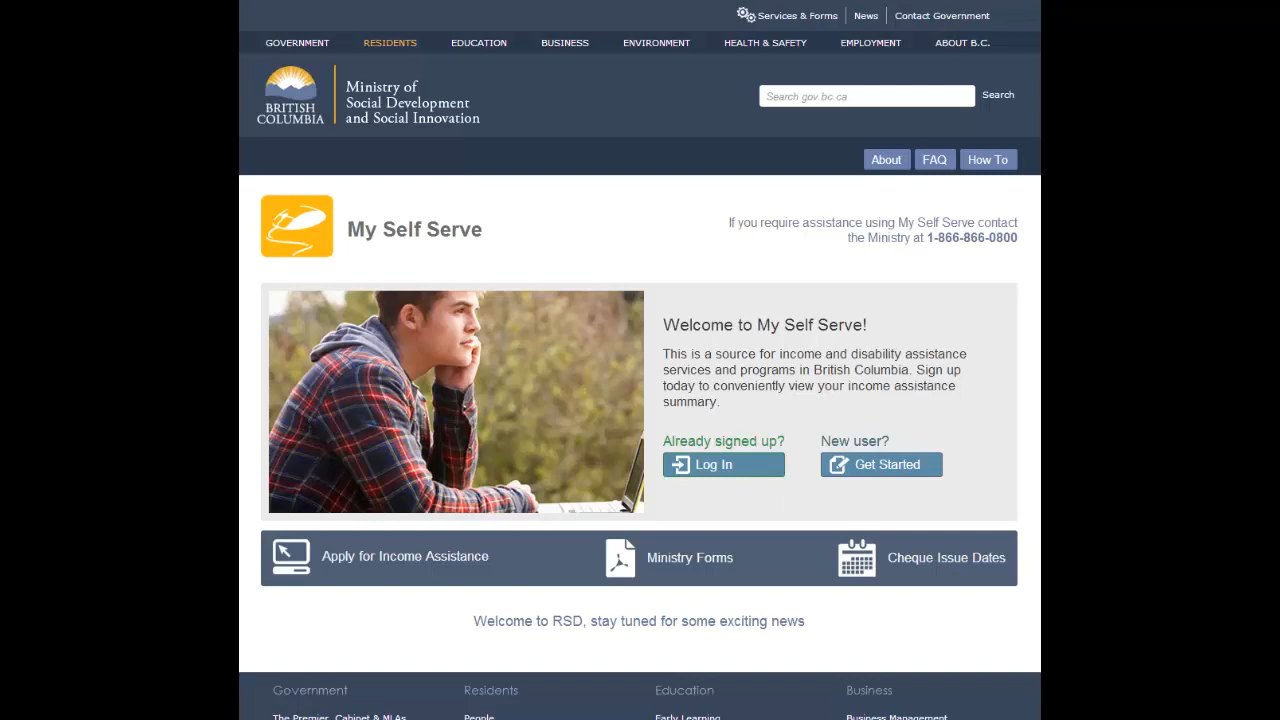 Services & Forms News Contact Government
GOVERNMENT RESIDENTS EDUCATION BUSINESS ENVIRONMENT HEALTH & SAFETY EMPLOYMENT ABOUT B.C.
BRITISH
COLUMBIA
Ministry of
Social Development
and Social Innovation
Search gov.bc.ca Search
About FAQ How To
My Self Serve
If you require assistance using My Self Serve contact
the Ministry at 1-866-866-0800
Welcome to My Self Serve!
This is a source for income and disability assistance
services and programs in British Columbia. Sign up
today to conveniently view your income assistance
summary.
Already signed up? New user?
Log In Get Started
Apply for Income Assistance Ministry Forms Cheque Issue Dates
Welcome to RSD, stay tuned for some exciting news
Government Residents Education Business
The Premier, Cabinet & MLAs People Early Learning Business Management